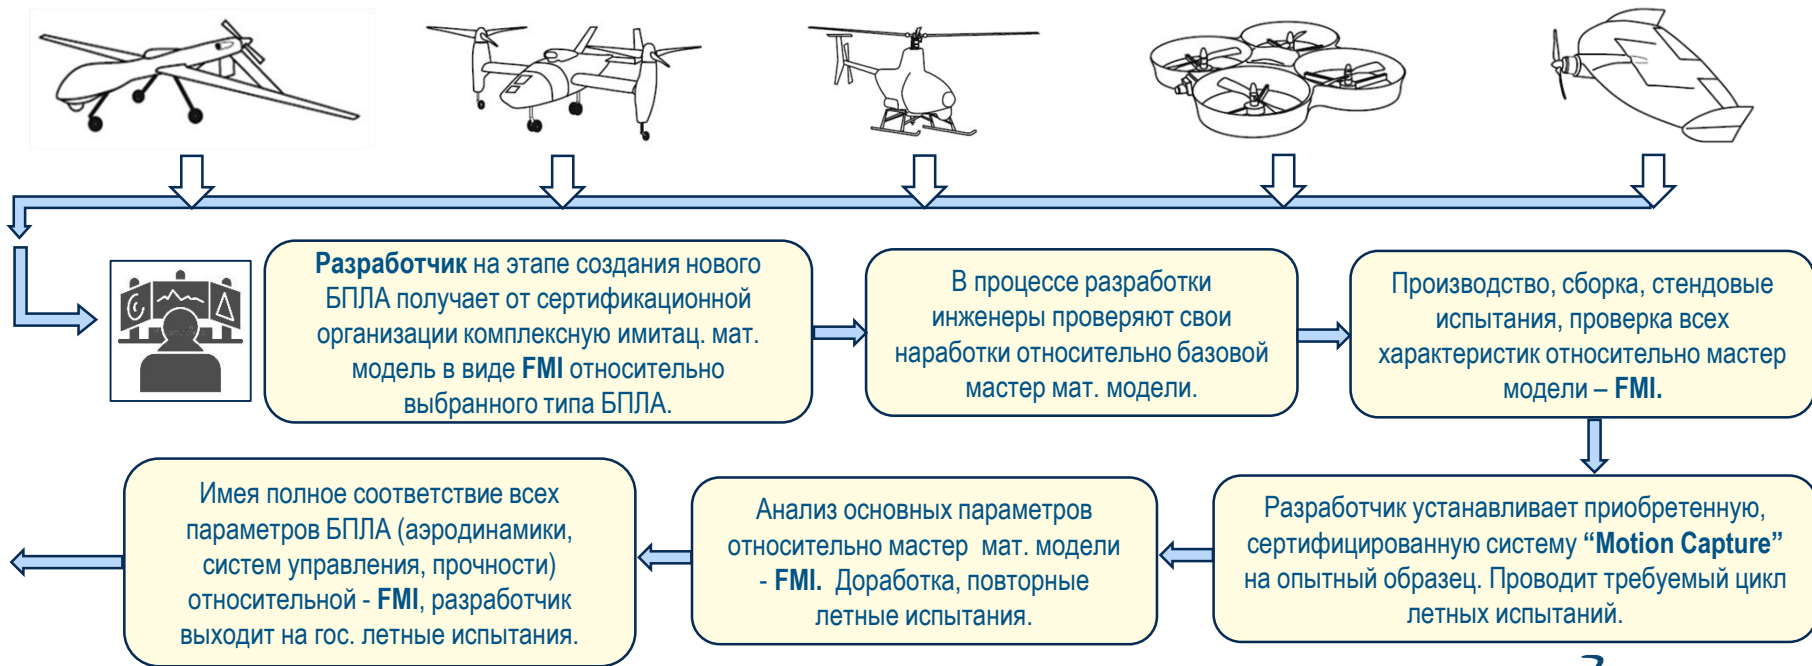 Разработчик на этапе создания нового
БПЛА получает от сертификационной
организации комплексную имитац. мат.
модель в виде FMI относительно
выбранного типа БПЛА.
В процессе разработки
инженеры проверяют свои
наработки относительно базовой
мастер мат. модели.
Производство, сборка, стендовые
испытания, проверка всех
характеристик относительно мастер
модели – FMI.
Разработчик устанавливает приобретенную,
сертифицированную систему “Motion Capture”
на опытный образец. Проводит требуемый цикл
летных испытаний.
Анализ основных параметров
относительно мастер мат. модели
- FMI. Доработка, повторные
летные испытания.
Имея полное соответствие всех
параметров БПЛА (аэродинамики,
систем управления, прочности)
относительной - FMI, разработчик
выходит на гос. летные испытания.